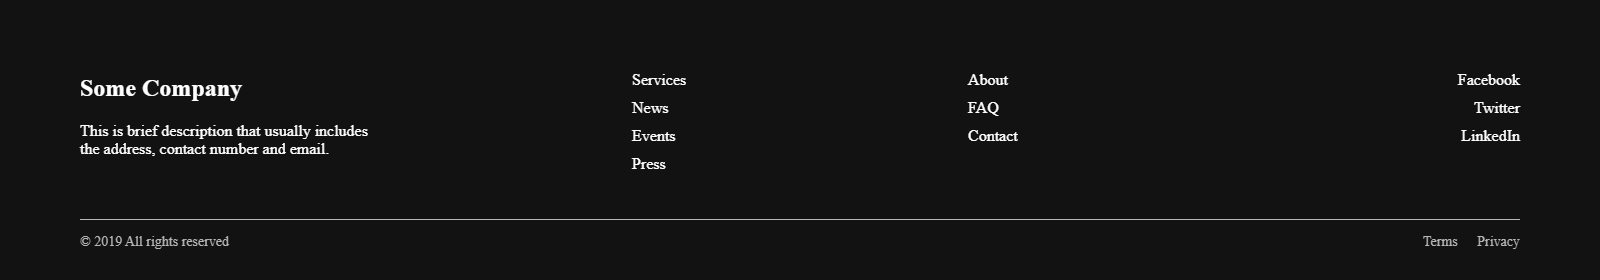 Some Company
This is brief description that usually includes
the address, contact number and email.
Services
News
Events
Press
About
FAQ
Contact
Facebook
Twitter
LinkedIn
© 2019 All rights reserved
Terms Privacy